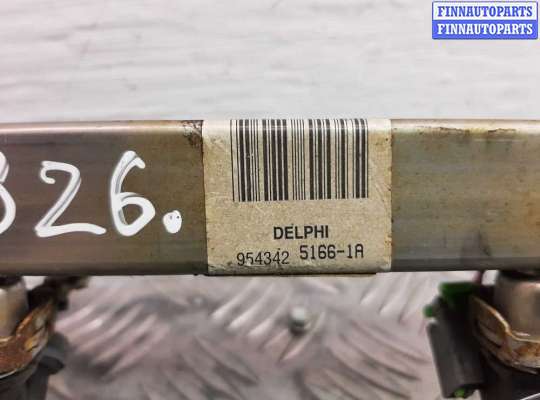 FINNAUTOPARTS
FINNAUTOPARTS
326.
DELPHI
954342 5166-1A